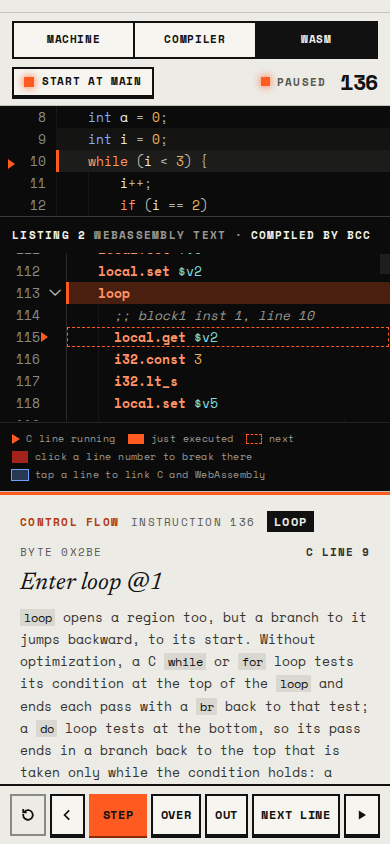 MACHINE COMPILER WASM
START AT MAIN PAUSED 136
8 int a = 0;
9 int i = 0;
10 while (i < 3) {
11 i++;
12 if (i == 2)
LISTING 2 WEBASSEMBLY TEXT · COMPILED BY BCC
112 local.set $v2
113 loop
114 ;; block1 inst 1, line 10
115 local.get $v2
116 i32.const 3
117 i32.lt_s
118 local.set $v5
C line running just executed next
click a line number to break there
tap a line to link C and WebAssembly
CONTROL FLOW INSTRUCTION 136 LOOP
BYTE 0X2BE C LINE 9
Enter loop @1
loop opens a region too, but a branch to it
jumps backward, to its start. Without
optimization, a C while or for loop tests
its condition at the top of the loop and
ends each pass with a br back to that test;
a do loop tests at the bottom, so its pass
ends in a branch back to the top that is
taken only while the condition holds: a
STEP OVER OUT NEXT LINE